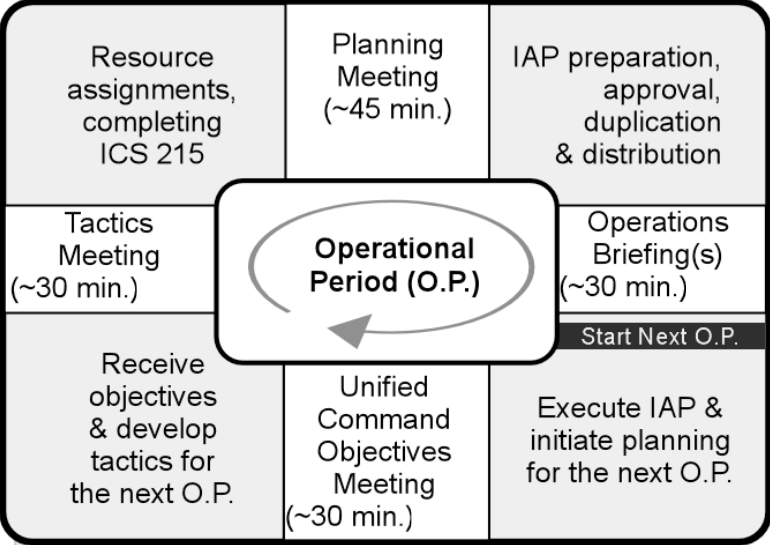 Resource
assignments,
completing
ICS 215
Planning
Meeting
(~45 min.)
IAP preparation,
approval,
duplication
& distribution
Tactics
Meeting
(~30 min.)
Operational
Period (O.P.)
Operations
Briefing(s)
(~30 min.)
Start Next O.P.
Receive
objectives
& develop
tactics for
the next O.P.
Unified
Command
Objectives
Meeting
(~30 min.)
Execute IAP &
initiate planning
for the next O.P.